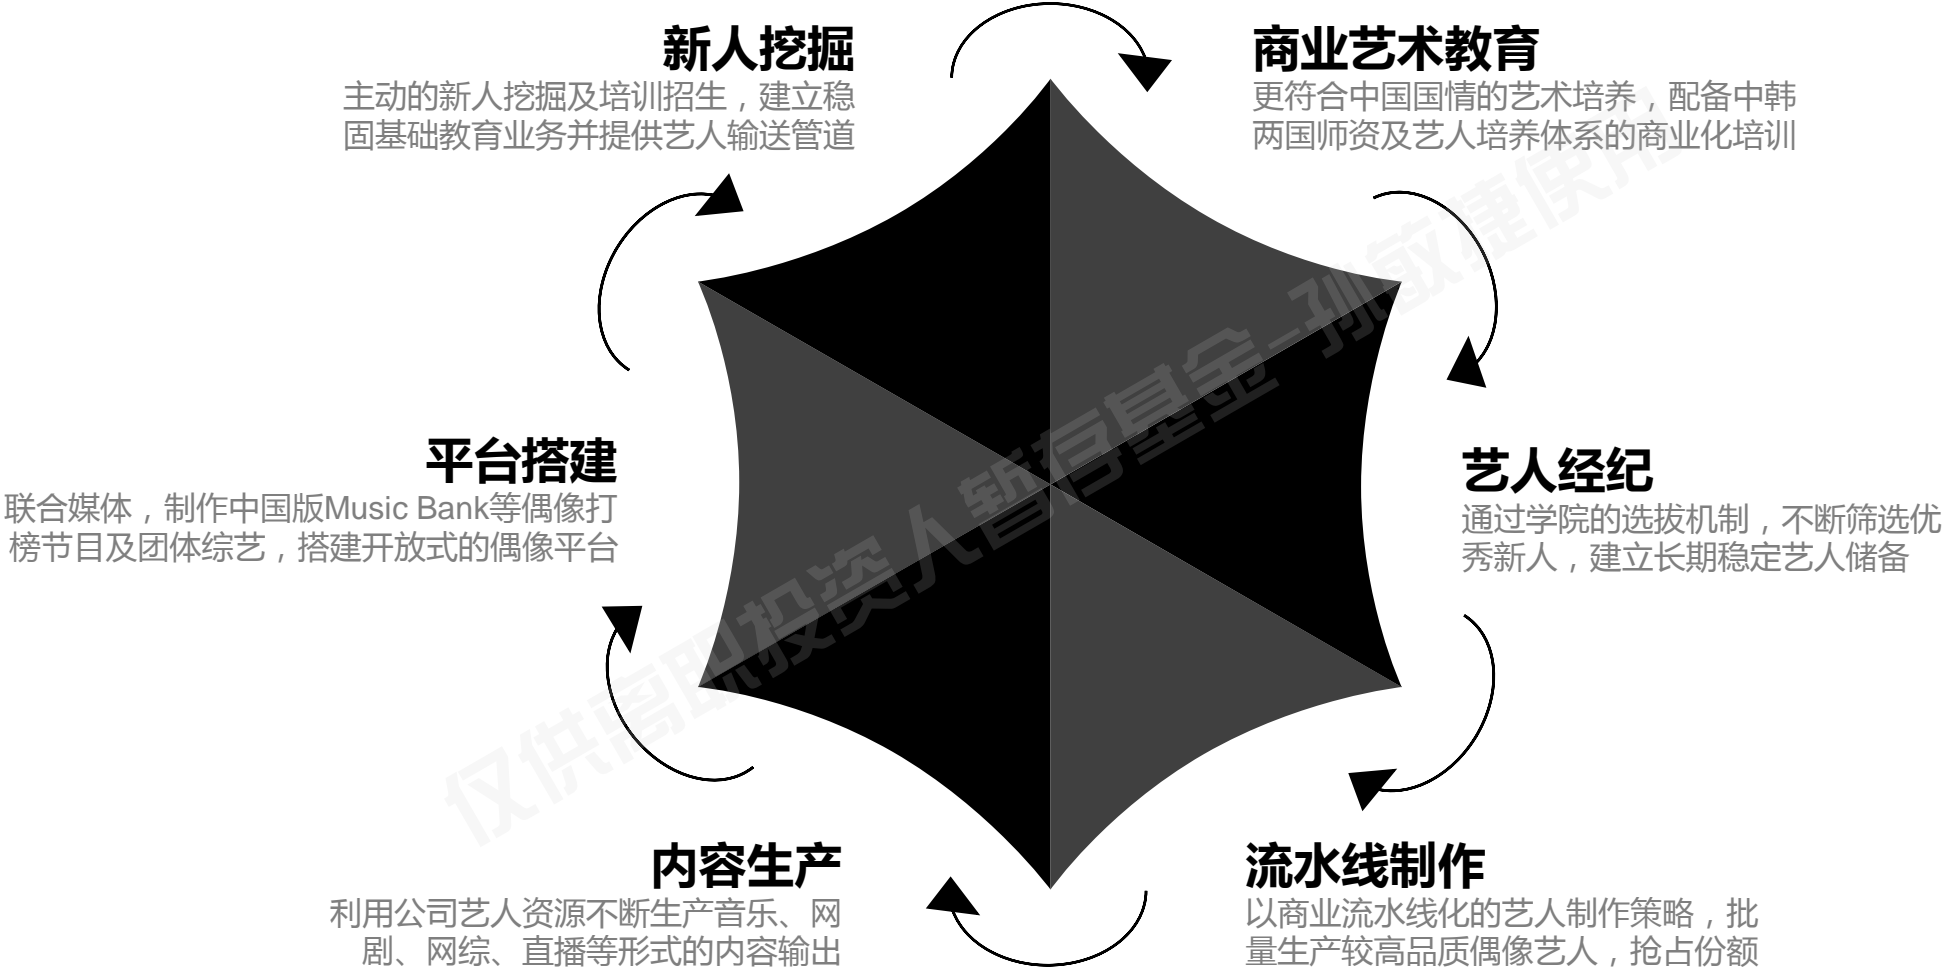 新人挖掘
主动的新人挖掘及培训招生，建立稳
固基础教育业务并提供艺人输送管道
商业艺术教育
更符合中国国情的艺术培养，配备中韩
两国师资及艺人培养体系的商业化培训
平台搭建
联合媒体，制作中国版Music Bank等偶像打
榜节目及团体综艺，搭建开放式的偶像平台
艺人经纪
通过学院的选拔机制，不断筛选优
秀新人，建立长期稳定艺人储备
内容生产
利用公司艺人资源不断生产音乐、网
剧、网综、直播等形式的内容输出
流水线制作
以商业流水线化的艺人制作策略，批
量生产较高品质偶像艺人，抢占份额
仅供离职投资人暂存基金-孙敏捷使用